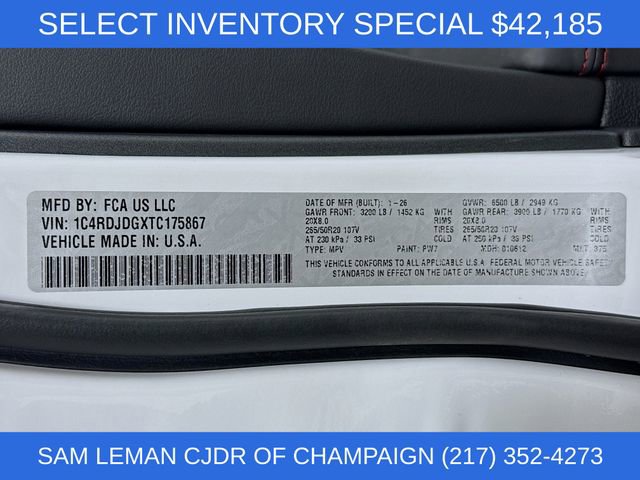 SELECT INVENTORY SPECIAL $42,185
MFD BY: FCA US LLC
VIN: 1C4RDJDGXTC175867
VEHICLE MADE IN: U.S.A.
DATE OF MFR (BUILT): 1-26 GVWR: 6500 LB / 2949 KG
GAWR FRONT: 3200 LB / 1452 KG WITH GAWR REAR: 3900 LB / 1770 KG WITH
20X8.0 RIMS 20X8.0 RIMS
265/50R20 107V TIRES 265/50R20 107V TIRES
AT 230 kPa / 33 PSI COLD AT 230 kPa / 33 PSI COLD
TYPE: MPV PAINT: PW7 MDH: 010612
THIS VEHICLE CONFORMS TO ALL APPLICABLE U.S.A. FEDERAL MOTOR VEHICLE SAFETY
STANDARDS IN EFFECT ON THE DATE OF MANUFACTURE SHOWN ABOVE.
SAM LEMAN CJDR OF CHAMPAIGN (217) 352-4273